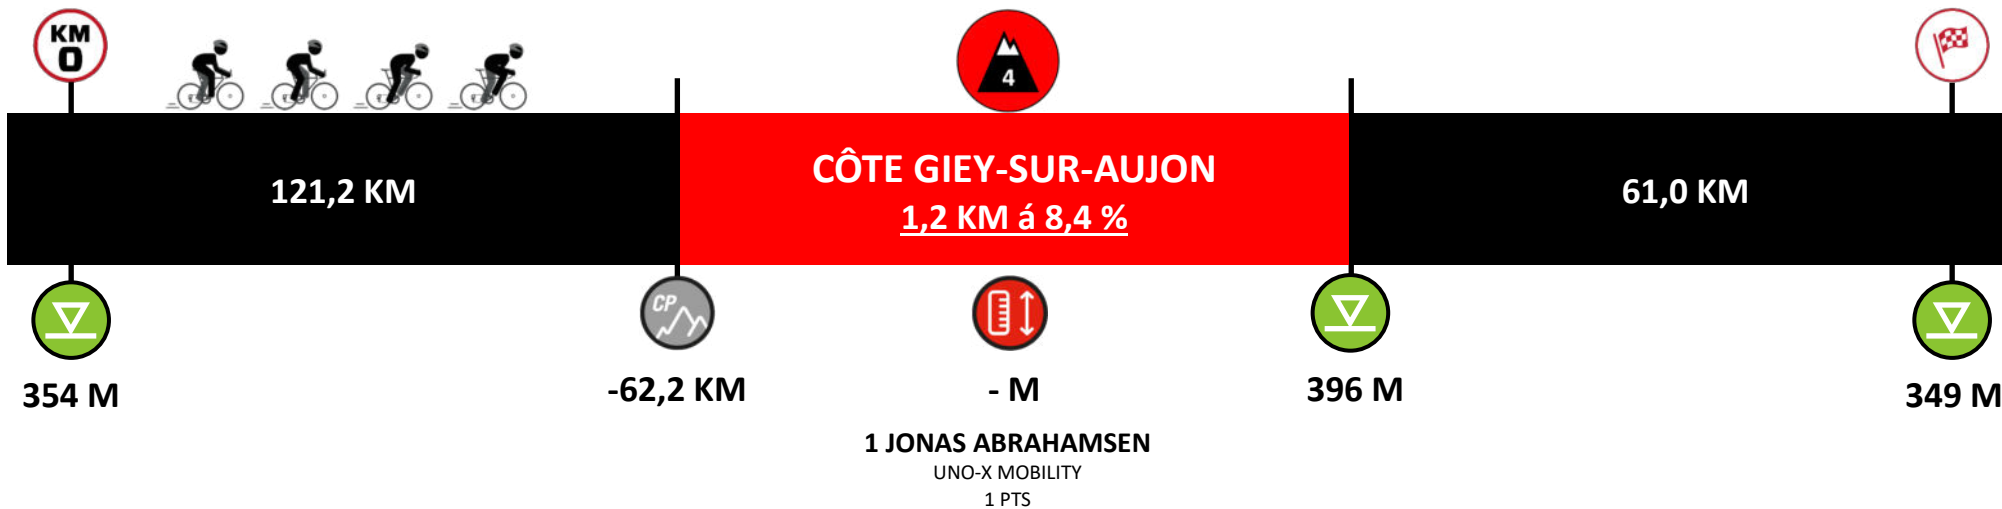 KM
0
4
CÔTE GIEY-SUR-AUJON
1,2 KM á 8,4 %
121,2 KM
61,0 KM
CP
354 M
-62,2 KM
- M
396 M
349 M
1 JONAS ABRAHAMSEN
UNO-X MOBILITY
1 PTS